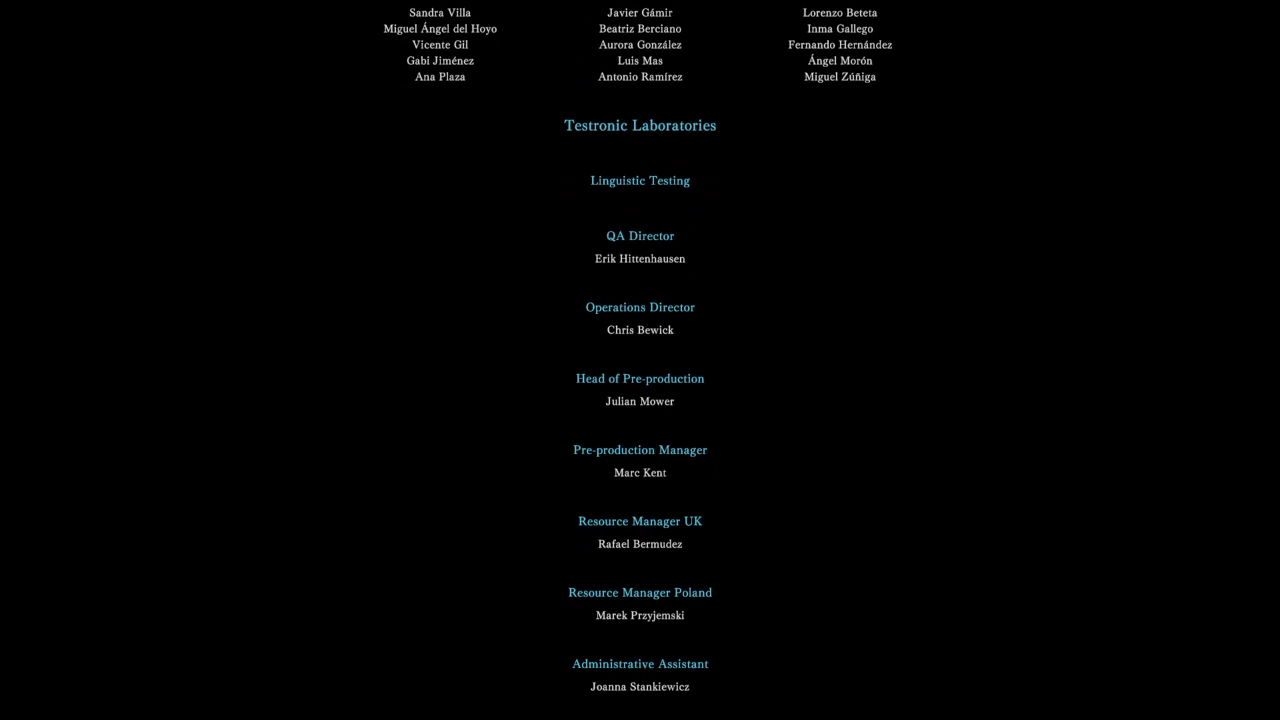 Sandra Villa Javier Gámir Lorenzo Beteta
Miguel Ángel del Hoyo Beatriz Berciano Inma Gallego
Vicente Gil Aurora González Fernando Hernández
Gabi Jiménez Luis Mas Ángel Morón
Ana Plaza Antonio Ramírez Miguel Zúñiga
Testronic Laboratories
Linguistic Testing
QA Director
Erik Hittenhausen
Operations Director
Chris Bewick
Head of Pre-production
Julian Mower
Pre-production Manager
Marc Kent
Resource Manager UK
Rafael Bermudez
Resource Manager Poland
Marek Przyjemski
Administrative Assistant
Joanna Stankiewicz